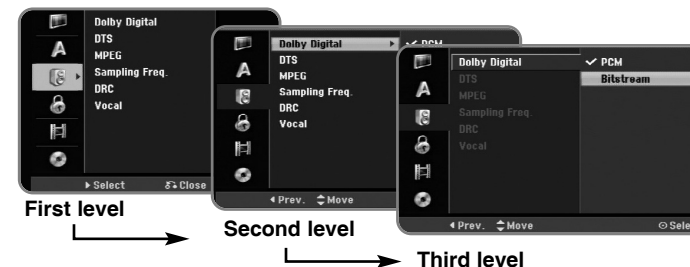 Dolby Digital
DTS
MPEG
Sampling Freq.
DRC
Vocal
Select Close
First level
Dolby Digital PCM
DTS
MPEG
Sampling Freq.
DRC
Vocal
Prev. Move
Second level
Dolby Digital PCM
DTS Bitstream
MPEG
Sampling Freq.
DRC
Vocal
Prev. Move Sele
Third level